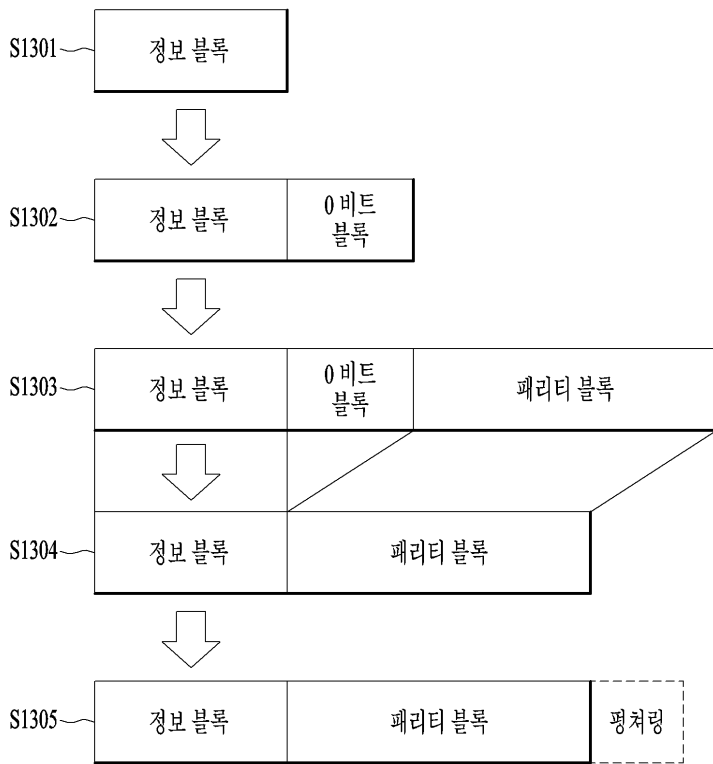 S1301 정보 블록
S1302 정보 블록 0 비트
블록
S1303 정보 블록 0 비트
블록 패리티 블록
S1304 정보 블록 패리티 블록
S1305 정보 블록 패리티 블록 펑쳐링